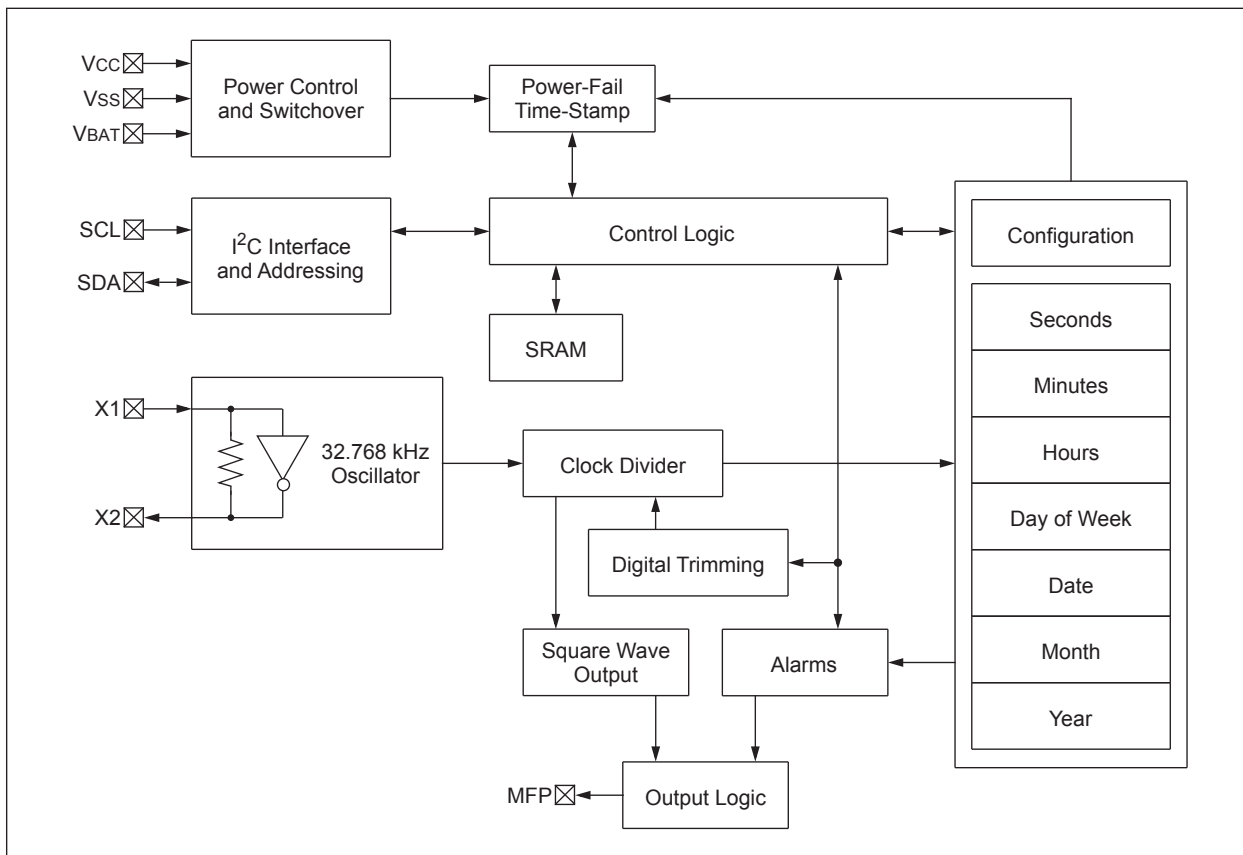 VCC
VSS
VBAT
Power Control
and Switchover
Power-Fail
Time-Stamp
SCL
SDA
I²C Interface
and Addressing
Control Logic
Configuration
SRAM
Seconds
Minutes
Hours
Day of Week
Date
Month
Year
X1
X2
32.768 kHz
Oscillator
Clock Divider
Digital Trimming
Square Wave
Output
Alarms
MFP
Output Logic